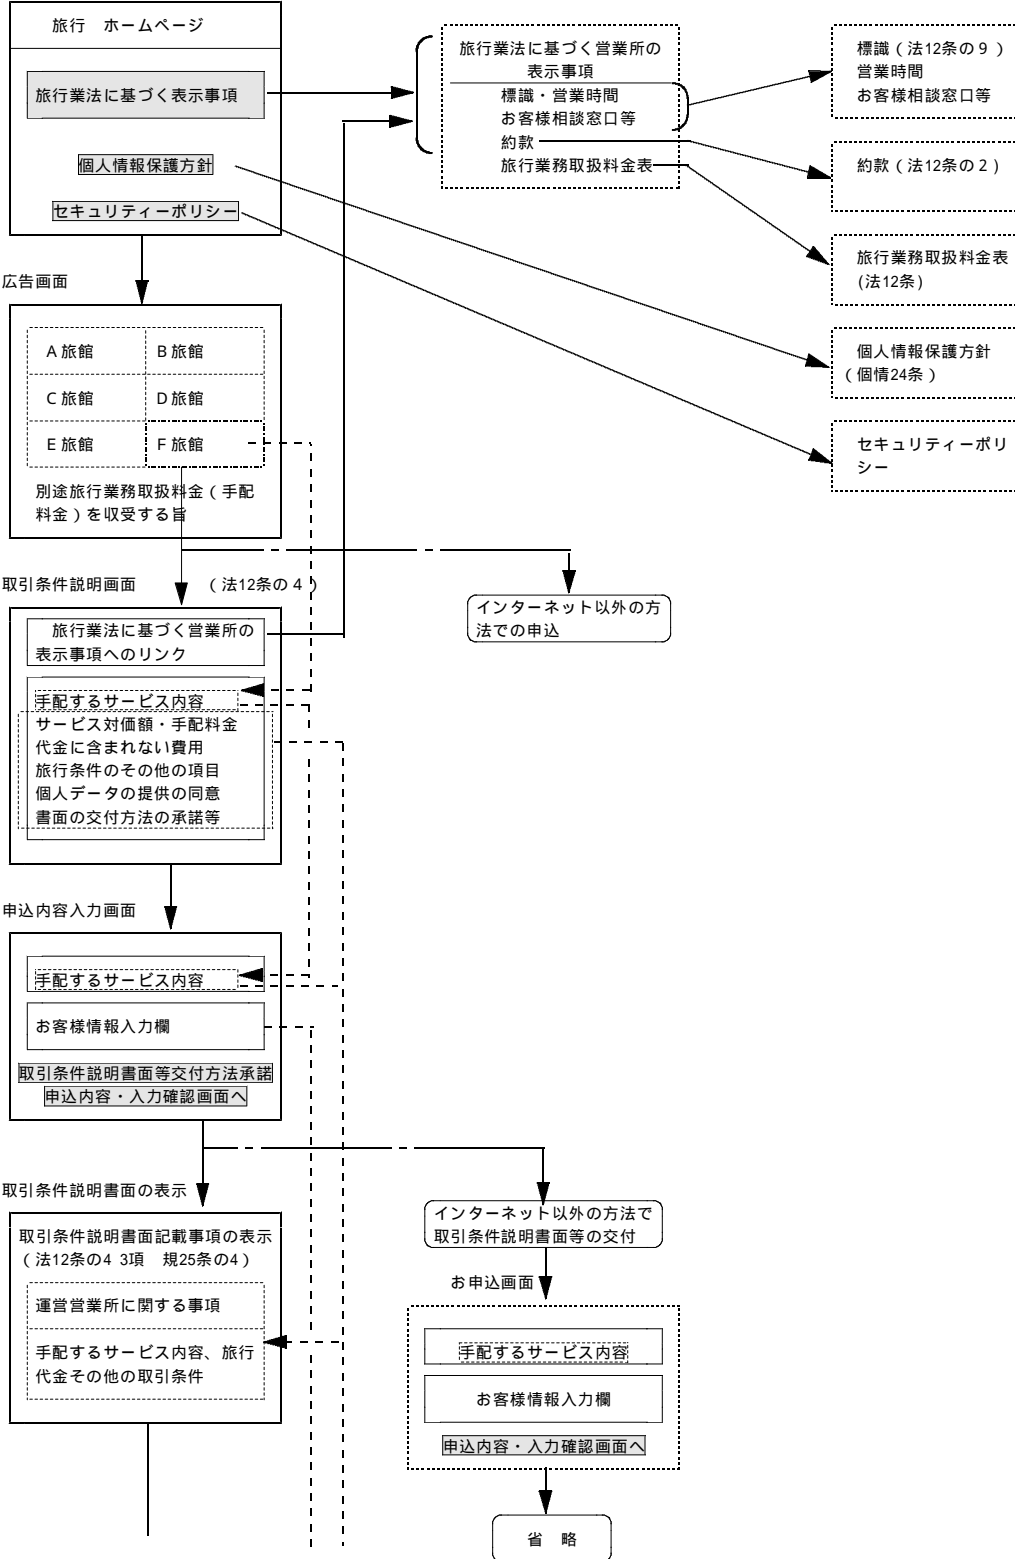 旅行　ホームページ
旅行業法に基づく表示事項
個人情報保護方針
セキュリティーポリシー
旅行業法に基づく営業所の
表示事項
標識・営業時間
お客様相談窓口等
約款
旅行業務取扱料金表
標識（法12条の９）
営業時間
お客様相談窓口等
約款（法12条の２）
旅行業務取扱料金表
(法12条)
個人情報保護方針
（個情24条）
セキュリティーポリ
シー
広告画面
Ａ旅館
Ｂ旅館
Ｃ旅館
Ｄ旅館
Ｅ旅館
Ｆ旅館
別途旅行業務取扱料金（手配
料金）を収受する旨
取引条件説明画面　（法12条の４）
インターネット以外の方
法での申込
旅行業法に基づく営業所の
表示事項へのリンク
手配するサービス内容
サービス対価額・手配料金
代金に含まれない費用
旅行条件のその他の項目
個人データの提供の同意
書面の交付方法の承諾等
申込内容入力画面
手配するサービス内容
お客様情報入力欄
取引条件説明書面等交付方法承諾
申込内容・入力確認画面へ
取引条件説明書面の表示
取引条件説明書面記載事項の表示
（法12条の4 3項　規25条の4）
運営営業所に関する事項
手配するサービス内容、旅行
代金その他の取引条件
インターネット以外の方法で
取引条件説明書面等の交付
お申込画面
手配するサービス内容
お客様情報入力欄
申込内容・入力確認画面へ
省　略